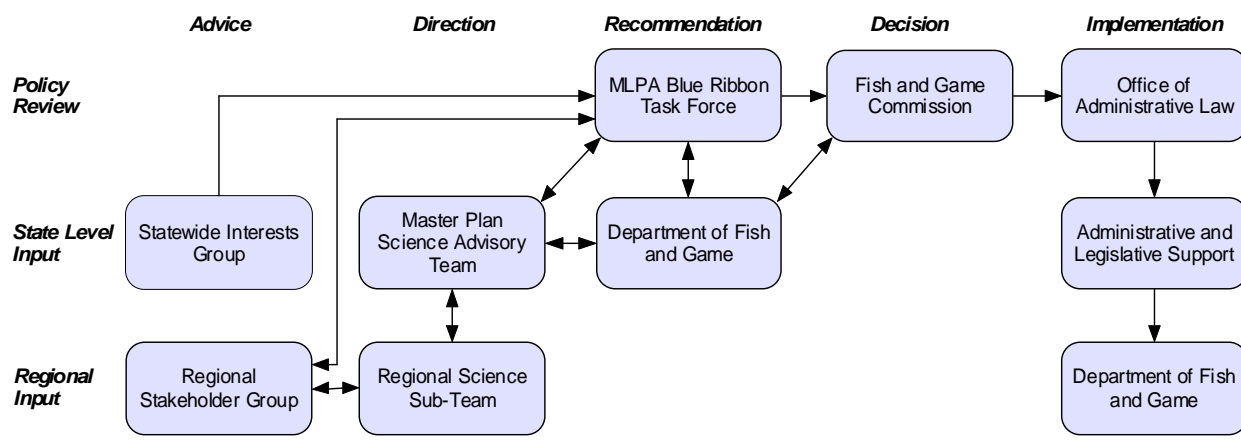 Advice
Direction
Recommendation
Decision
Implementation
Policy
Review
MLPA Blue Ribbon
Task Force
Fish and Game
Commission
Office of
Administrative Law
State Level
Input
Statewide Interests
Group
Master Plan
Science Advisory
Team
Department of Fish
and Game
Administrative and
Legislative Support
Regional
Input
Regional
Stakeholder Group
Regional Science
Sub-Team
Department of Fish
and Game